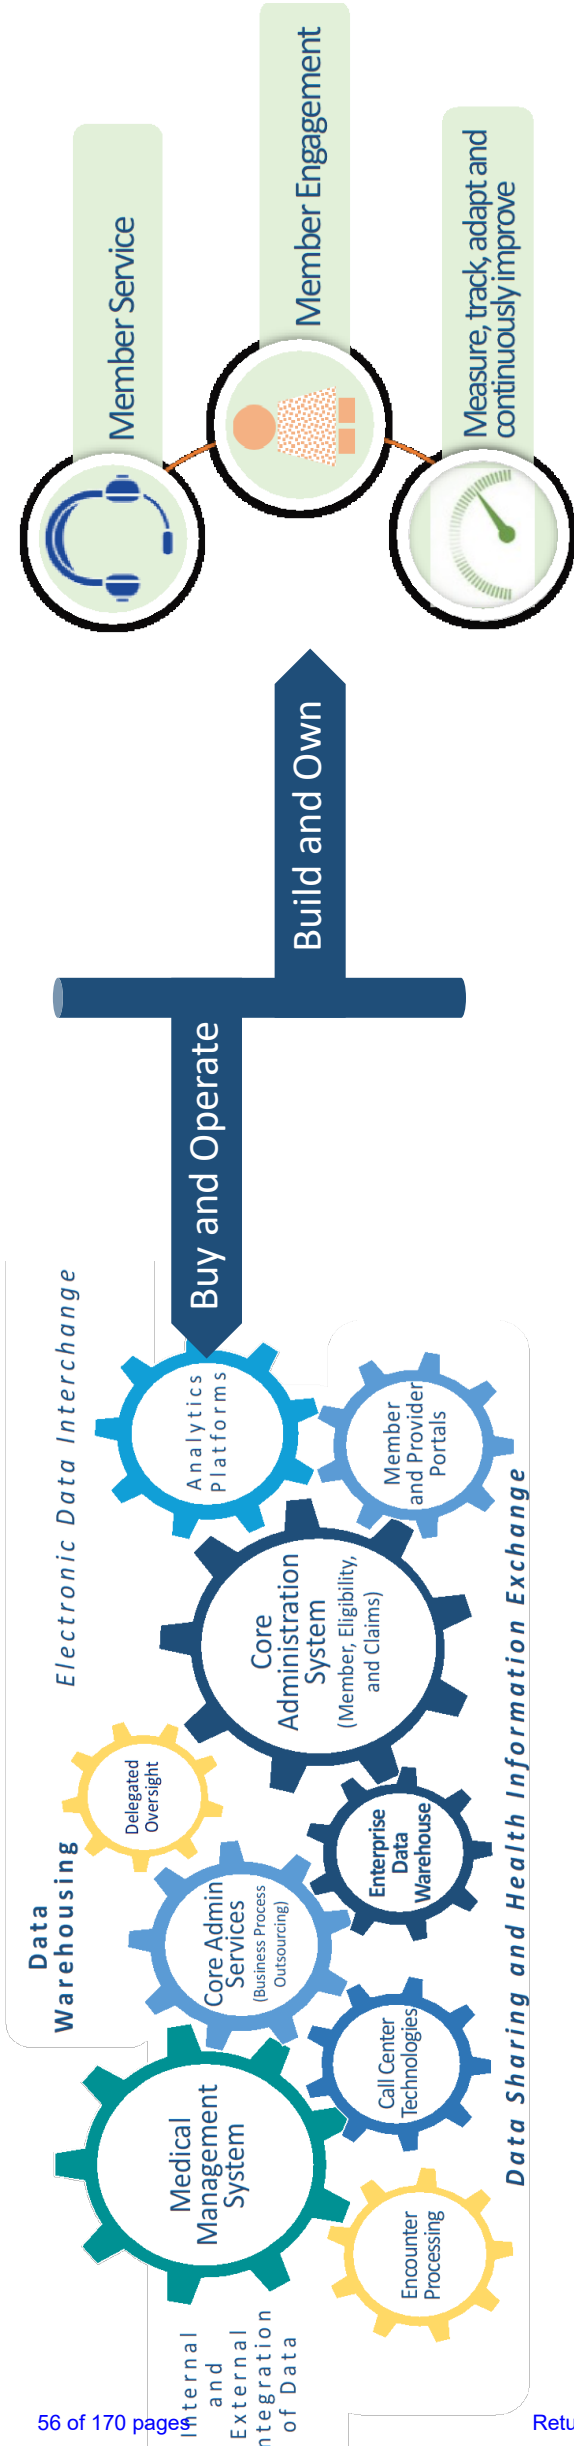 Internal
and
External
Integration
of Data
Data
Warehousing
Electronic Data Interchange
Medical
Management
System
Encounter
Processing
Call Center
Technologies
Core Admin
Services
(Business Process
Outsourcing)
Delegated
Oversight
Enterprise
Data
Warehouse
Core
Administration
System
(Member, Eligibility,
and Claims)
Analytics
Platforms
Member
and Provider
Portals
Data Sharing and Health Information Exchange
Buy and Operate
Build and Own
Member Service
Member Engagement
Measure, track, adapt and
continuously improve
56 of 170 pages
Retu